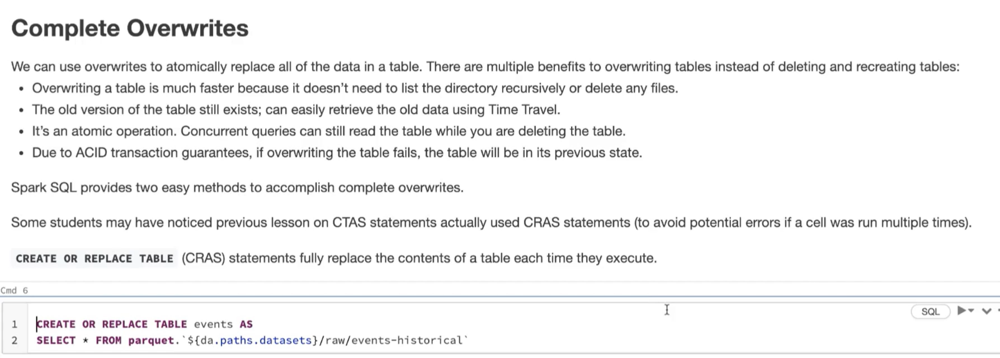 Complete Overwrites
We can use overwrites to atomically replace all of the data in a table. There are multiple benefits to overwriting tables instead of deleting and recreating tables:
• Overwriting a table is much faster because it doesn’t need to list the directory recursively or delete any files.
• The old version of the table still exists; can easily retrieve the old data using Time Travel.
• It’s an atomic operation. Concurrent queries can still read the table while you are deleting the table.
• Due to ACID transaction guarantees, if overwriting the table fails, the table will be in its previous state.
Spark SQL provides two easy methods to accomplish complete overwrites.
Some students may have noticed previous lesson on CTAS statements actually used CRAS statements (to avoid potential errors if a cell was run multiple times).
CREATE OR REPLACE TABLE (CRAS) statements fully replace the contents of a table each time they execute.
Cmd 6
SQL
1 CREATE OR REPLACE TABLE events AS
2 SELECT * FROM parquet.`${da.paths.datasets}/raw/events-historical`